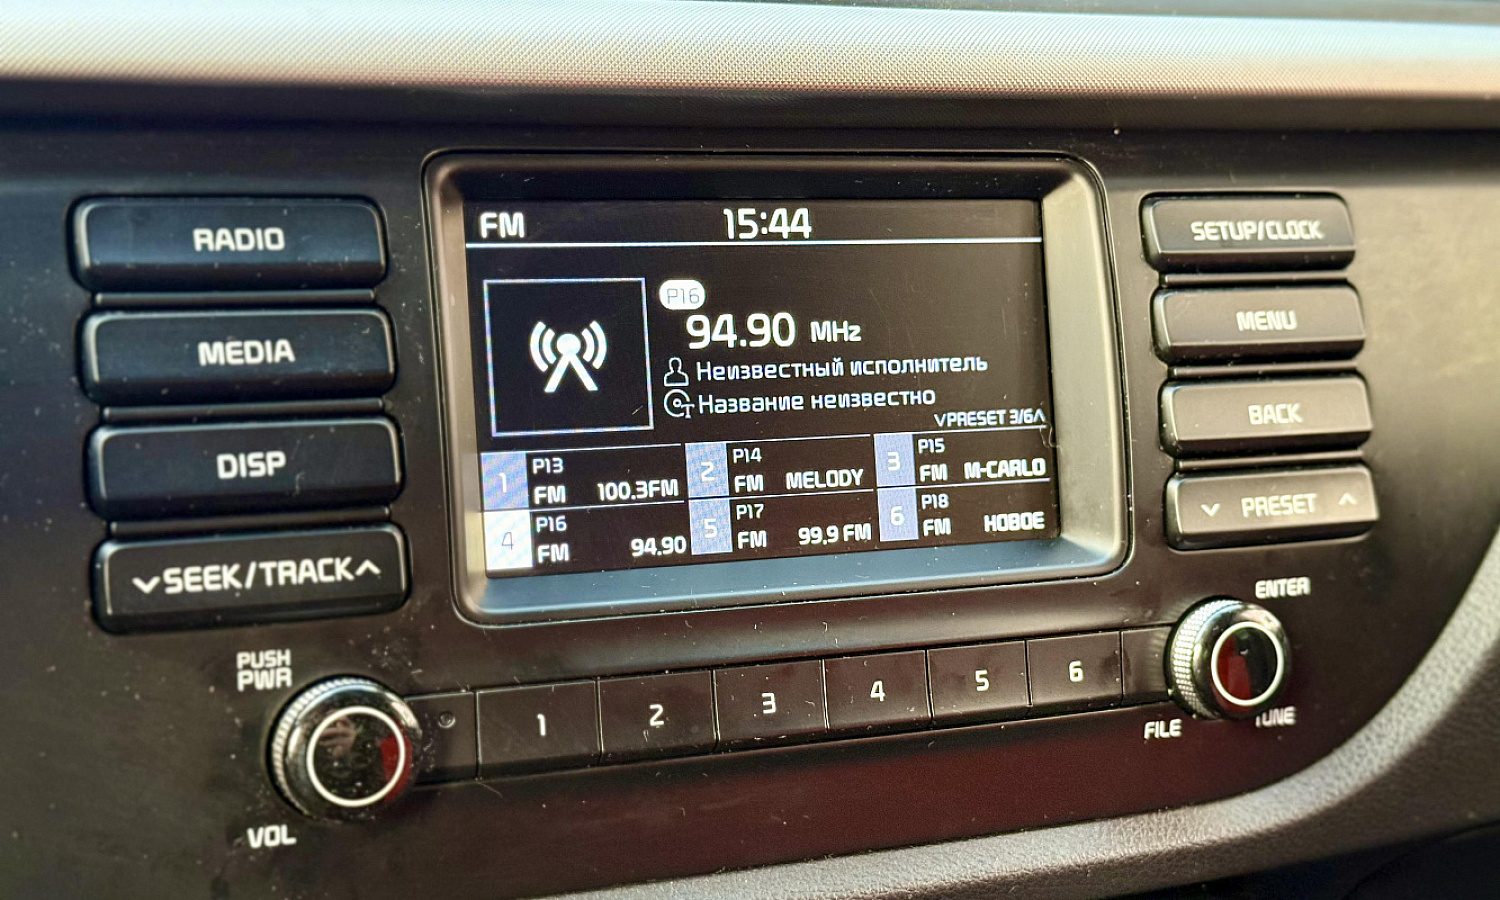 FM 15:44
P16
94.90 MHz
Неизвестный исполнитель
Название неизвестно
PRESET 3/6
1 P13 FM 100.3FM
2 P14 FM MELODY
3 P15 FM M-CARLO
4 P16 FM 94.90
5 P17 FM 99,9 FM
6 P18 FM НОВОЕ
RADIO
MEDIA
DISP
SEEK/TRACK
SETUP/CLOCK
MENU
BACK
PRESET
PUSH
PWR
VOL
1 2 3 4 5 6
ENTER
FILE
TUNE